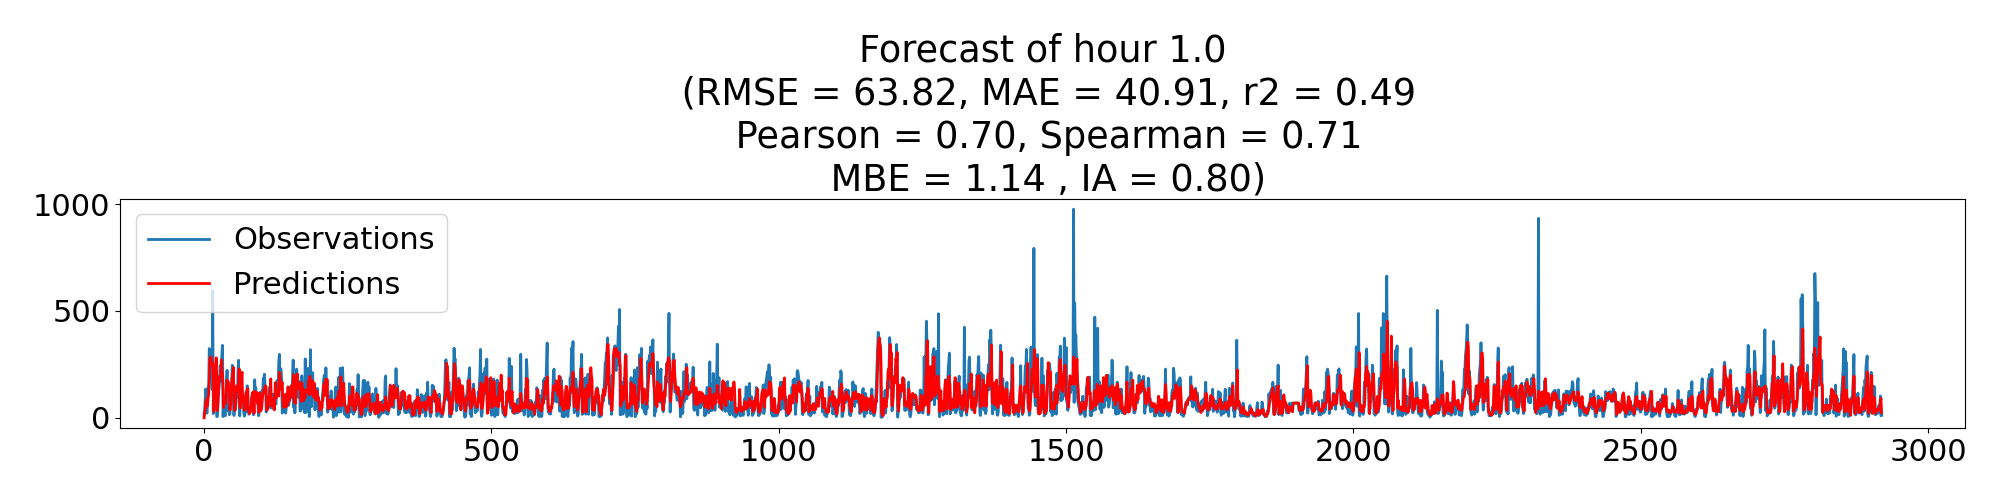 Forecast of hour 1.0
(RMSE = 63.82, MAE = 40.91, r2 = 0.49
Pearson = 0.70, Spearman = 0.71
MBE = 1.14 , IA = 0.80)
1000
500
0
Observations
Predictions
0 500 1000 1500 2000 2500 3000